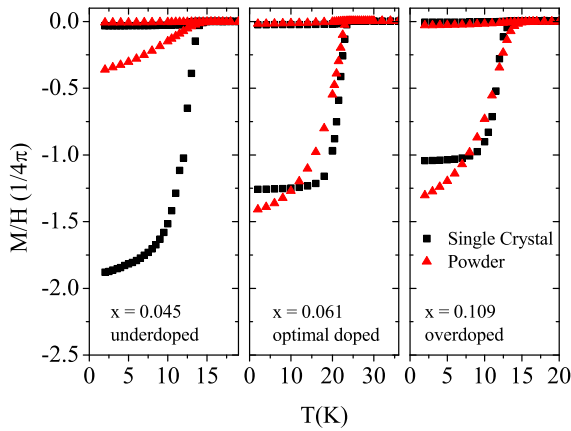 0.0
-0.5
-1.0
-1.5
-2.0
-2.5
M/H (1/4π)
x = 0.045
underdoped
x = 0.061
optimal doped
Single Crystal
Powder
x = 0.109
overdoped
0 5 10 15 0 10 20 30 0 5 10 15 20
T(K)